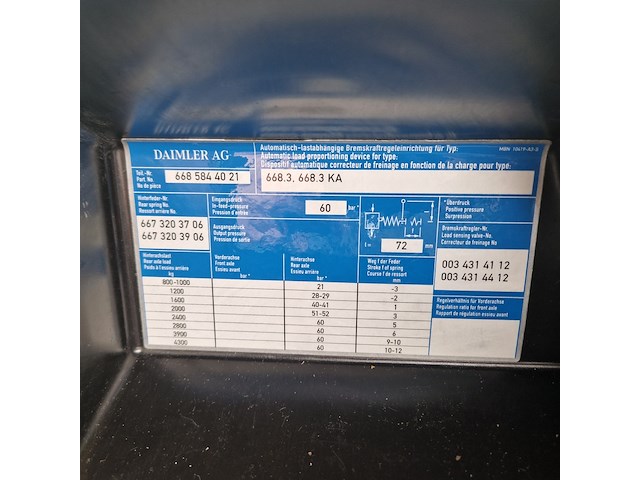 DAIMLER AG
Automatisch-lastabhängige Bremskraftregeleinrichtung für Typ:
Automatic load-proportioning device for type:
Dispositif automatique correcteur de freinage en fonction de la charge pour type:
MBN 10419-A2-S
Teil.-Nr.
Part. No
No de pièce
668 584 40 21
668.3, 668.3 KA
Hinterfeder-Nr.
Rear spring No.
Ressort arrière No.
667 320 37 06
667 320 39 06
Eingangsdruck
In-load-pressure
Pression d'entrée
60 bar *
Ausgangsdruck
Output pressure
Pression de sortie
l = 72 mm
*Überdruck
Positive pressure
Surpression
Bremskraftregler-Nr.
Load sensing valve-No.
Correcteur de freinage No
003 431 41 12
003 431 44 12
Hinterachslast
Rear axle load
Poids à l'essieu arrière
kg
Vorderachse
Front axle
Essieu avant
bar *
Hinterachse
Rear axle
Essieu arrière
bar *
Weg f der Feder
Stroke f of spring
Course f de ressort
mm
Regelverhältnis für Vorderachse
Regulation ratio for front axle
Rapport de régulation essieu avant
800-1000 21 -3
1200 28-29 -2
1600 40-41 1
2000 51-52 3
2400 60 5
2800 60 6
3900 60 9-10
4300 60 10-12